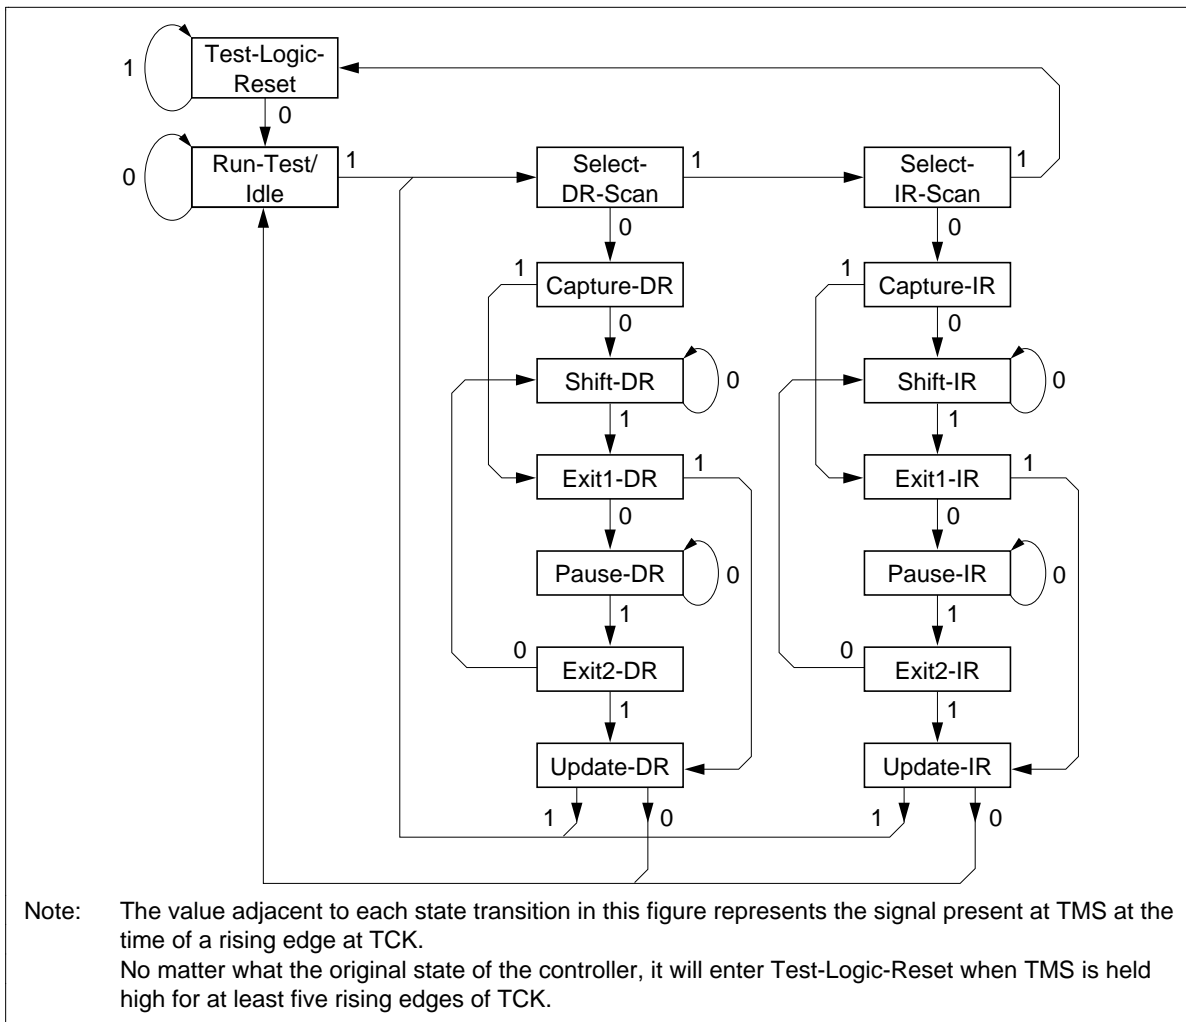 Test-Logic-
Reset
1
0
Run-Test/
Idle
1
0
Select-
DR-Scan
1
Select-
IR-Scan
1
0
0
1
Capture-DR
1
Capture-IR
0
0
Shift-DR
0
Shift-IR
0
1
1
Exit1-DR
1
Exit1-IR
1
0
0
Pause-DR
0
Pause-IR
0
1
1
0
Exit2-DR
0
Exit2-IR
1
1
Update-DR
Update-IR
1
0
1
0
Note: The value adjacent to each state transition in this figure represents the signal present at TMS at the
time of a rising edge at TCK.
No matter what the original state of the controller, it will enter Test-Logic-Reset when TMS is held
high for at least five rising edges of TCK.